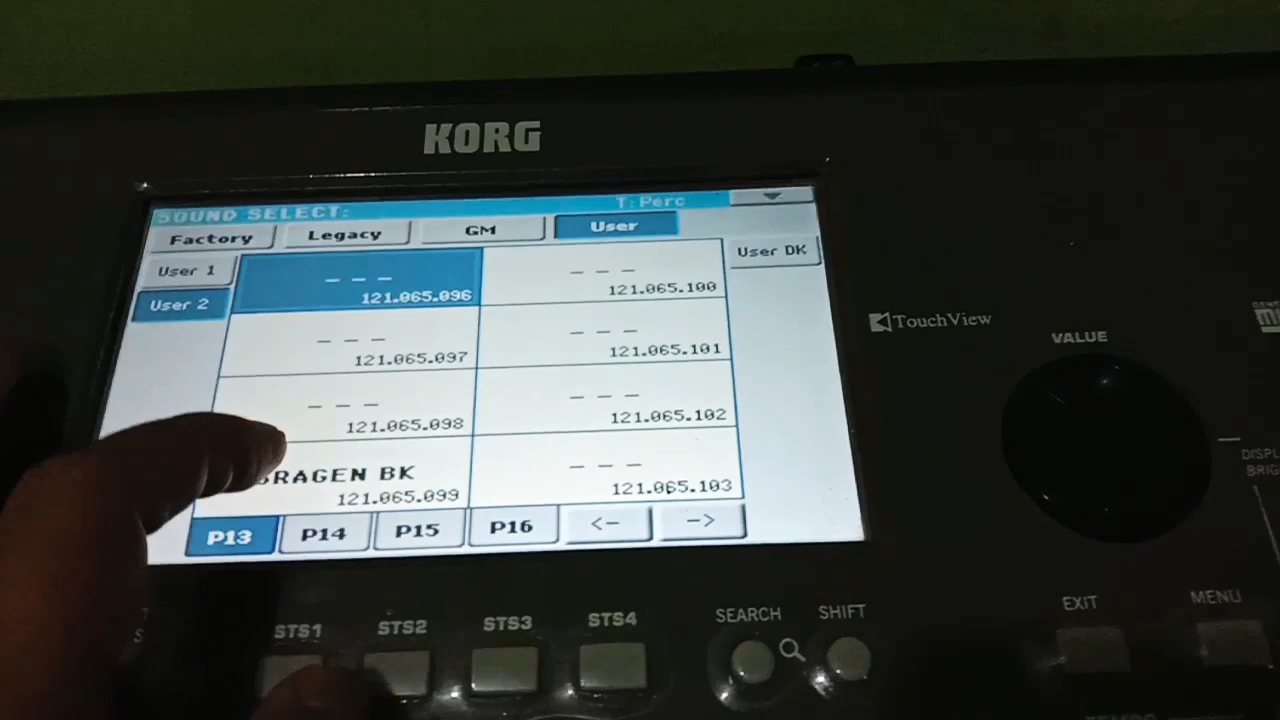 KORG
SOUND SELECT:
T: Perc
Factory
Legacy
GM
User
User 1
User 2
User DK
– – –
121.065.096
– – –
121.065.100
– – –
121.065.097
– – –
121.065.101
– – –
121.065.098
– – –
121.065.102
BK
121.065.099
– – –
121.065.103
P13
P14
P15
P16
<-
->
TouchView
VALUE
STS1
STS2
STS3
STS4
SEARCH
SHIFT
EXIT
MENU